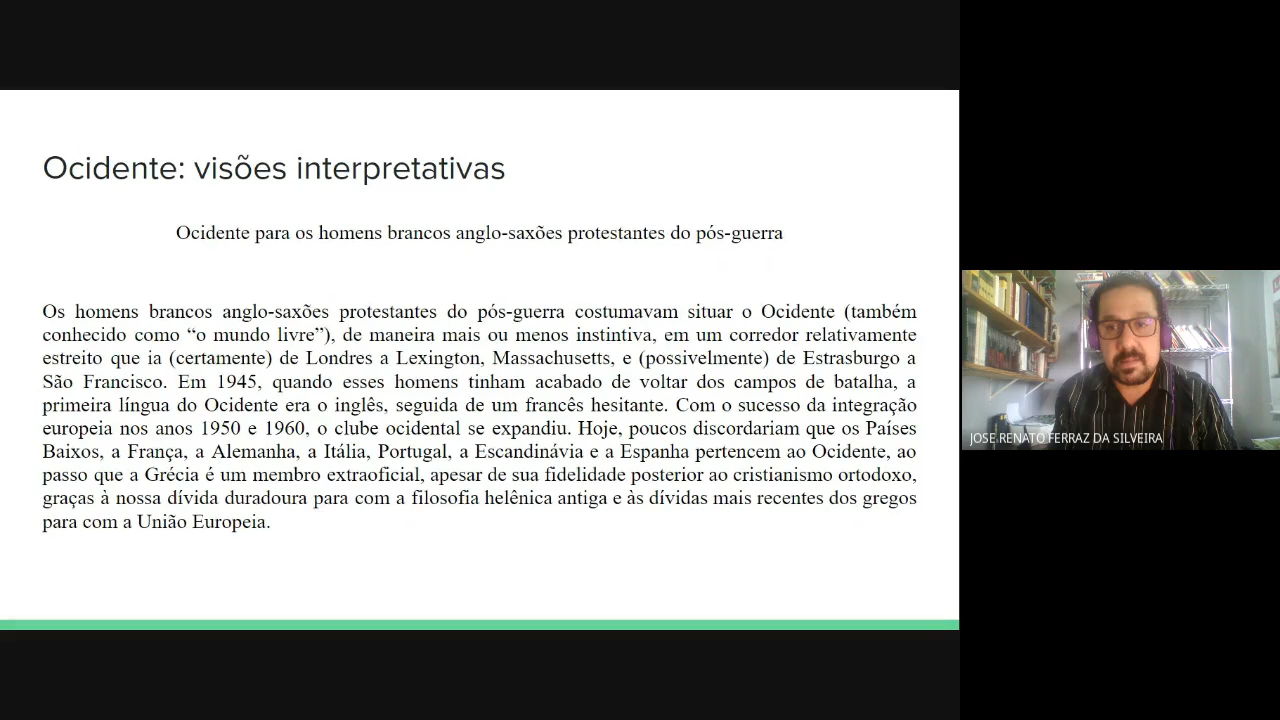 Ocidente: visões interpretativas
Ocidente para os homens brancos anglo-saxões protestantes do pós-guerra
Os homens brancos anglo-saxões protestantes do pós-guerra costumavam situar o Ocidente (também
conhecido como “o mundo livre”), de maneira mais ou menos instintiva, em um corredor relativamente
estreito que ia (certamente) de Londres a Lexington, Massachusetts, e (possivelmente) de Estrasburgo a
São Francisco. Em 1945, quando esses homens tinham acabado de voltar dos campos de batalha, a
primeira língua do Ocidente era o inglês, seguida de um francês hesitante. Com o sucesso da integração
europeia nos anos 1950 e 1960, o clube ocidental se expandiu. Hoje, poucos discordariam que os Países
Baixos, a França, a Alemanha, a Itália, Portugal, a Escandinávia e a Espanha pertencem ao Ocidente, ao
passo que a Grécia é um membro extraoficial, apesar de sua fidelidade posterior ao cristianismo ortodoxo,
graças à nossa dívida duradoura para com a filosofia helênica antiga e às dívidas mais recentes dos gregos
para com a União Europeia.
JOSE RENATO FERRAZ DA SILVEIRA